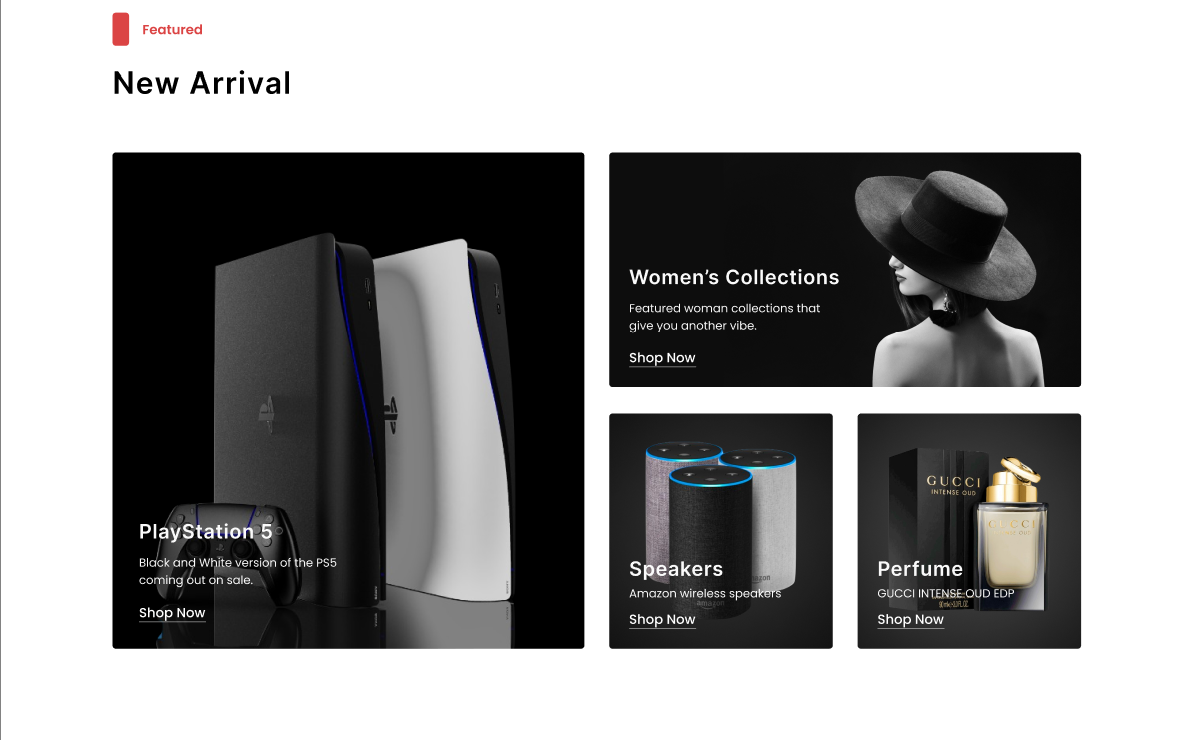 Featured
New Arrival
PlayStation 5
Black and White version of the PS5
coming out on sale.
Shop Now
Women’s Collections
Featured woman collections that
give you another vibe.
Shop Now
amazon
Speakers
Amazon wireless speakers
Shop Now
GUCCI
INTENSE OUD
GUCCI
Perfume
GUCCI INTENSE OUD EDP
Shop Now